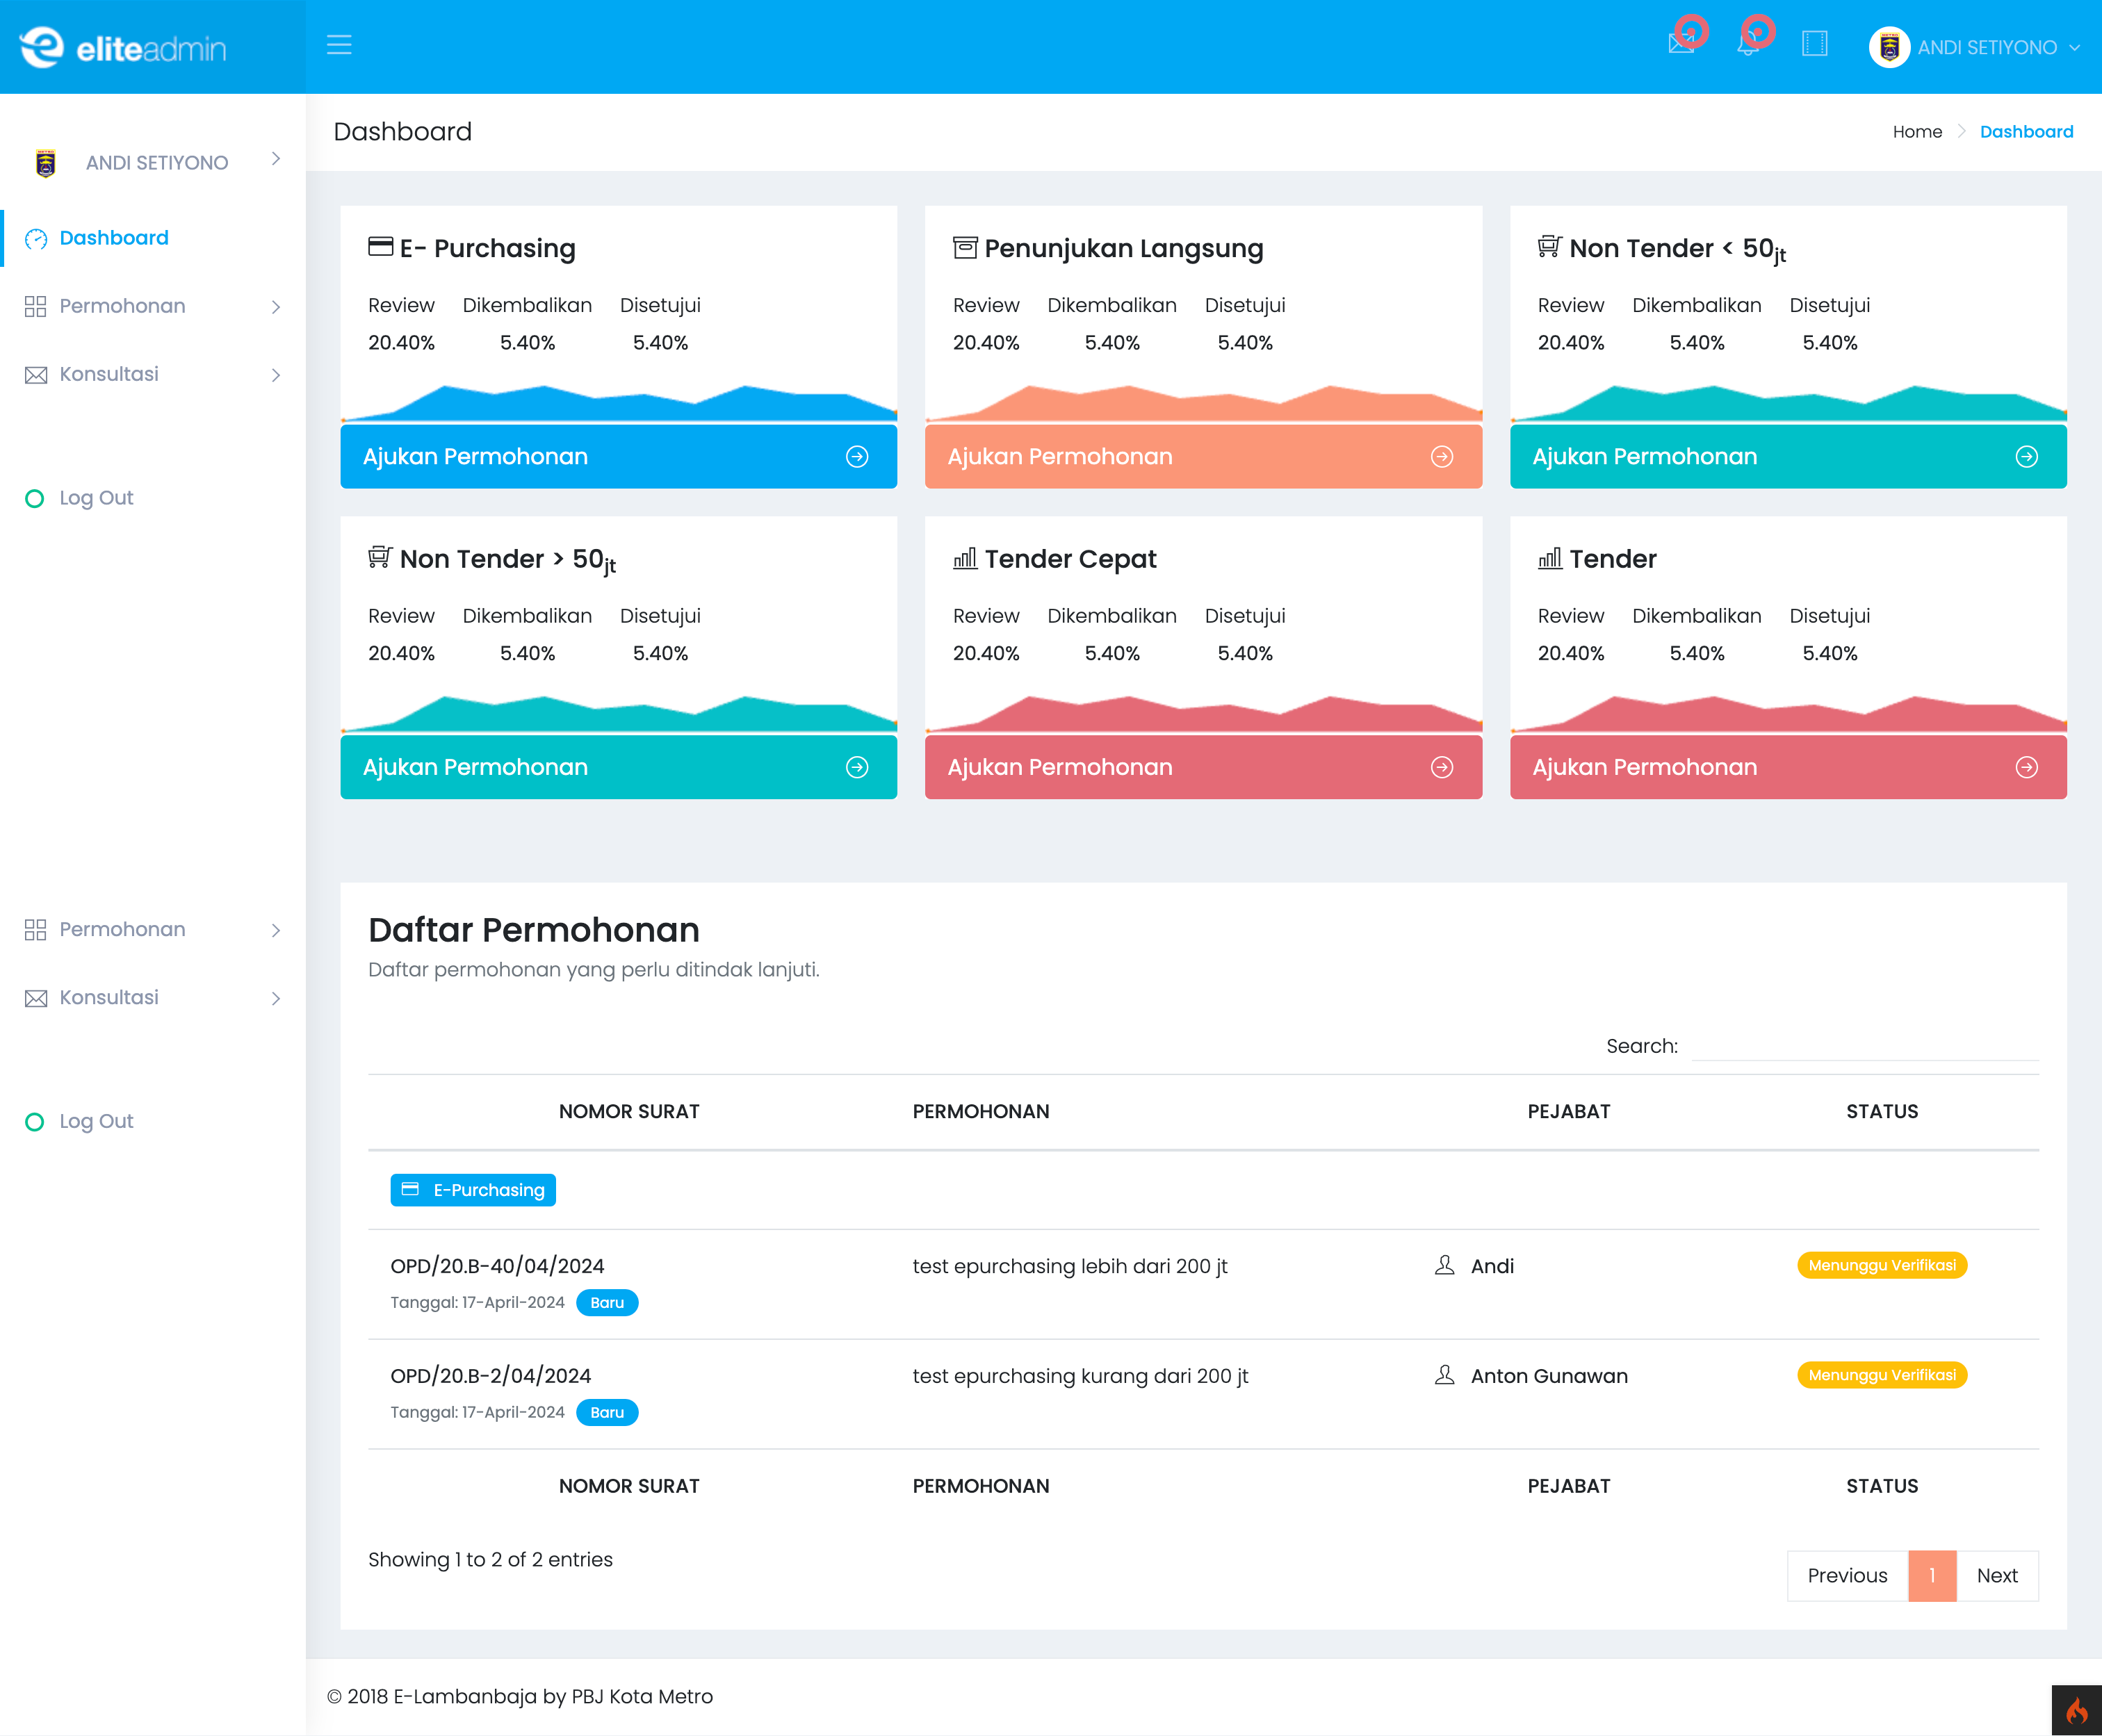 eliteadmin
ANDI SETIYONO
Dashboard
Home Dashboard
ANDI SETIYONO
Dashboard
Permohonan
Konsultasi
Log Out
Permohonan
Konsultasi
Log Out
E- Purchasing
Review Dikembalikan Disetujui
20.40% 5.40% 5.40%
Ajukan Permohonan
Penunjukan Langsung
Review Dikembalikan Disetujui
20.40% 5.40% 5.40%
Ajukan Permohonan
Non Tender < 50jt
Review Dikembalikan Disetujui
20.40% 5.40% 5.40%
Ajukan Permohonan
Non Tender > 50jt
Review Dikembalikan Disetujui
20.40% 5.40% 5.40%
Ajukan Permohonan
Tender Cepat
Review Dikembalikan Disetujui
20.40% 5.40% 5.40%
Ajukan Permohonan
Tender
Review Dikembalikan Disetujui
20.40% 5.40% 5.40%
Ajukan Permohonan
Daftar Permohonan
Daftar permohonan yang perlu ditindak lanjuti.
Search:
NOMOR SURAT PERMOHONAN PEJABAT STATUS
E-Purchasing
OPD/20.B-40/04/2024 test epurchasing lebih dari 200 jt Andi Menunggu Verifikasi
Tanggal: 17-April-2024 Baru
OPD/20.B-2/04/2024 test epurchasing kurang dari 200 jt Anton Gunawan Menunggu Verifikasi
Tanggal: 17-April-2024 Baru
NOMOR SURAT PERMOHONAN PEJABAT STATUS
Showing 1 to 2 of 2 entries
Previous 1 Next
© 2018 E-Lambanbaja by PBJ Kota Metro